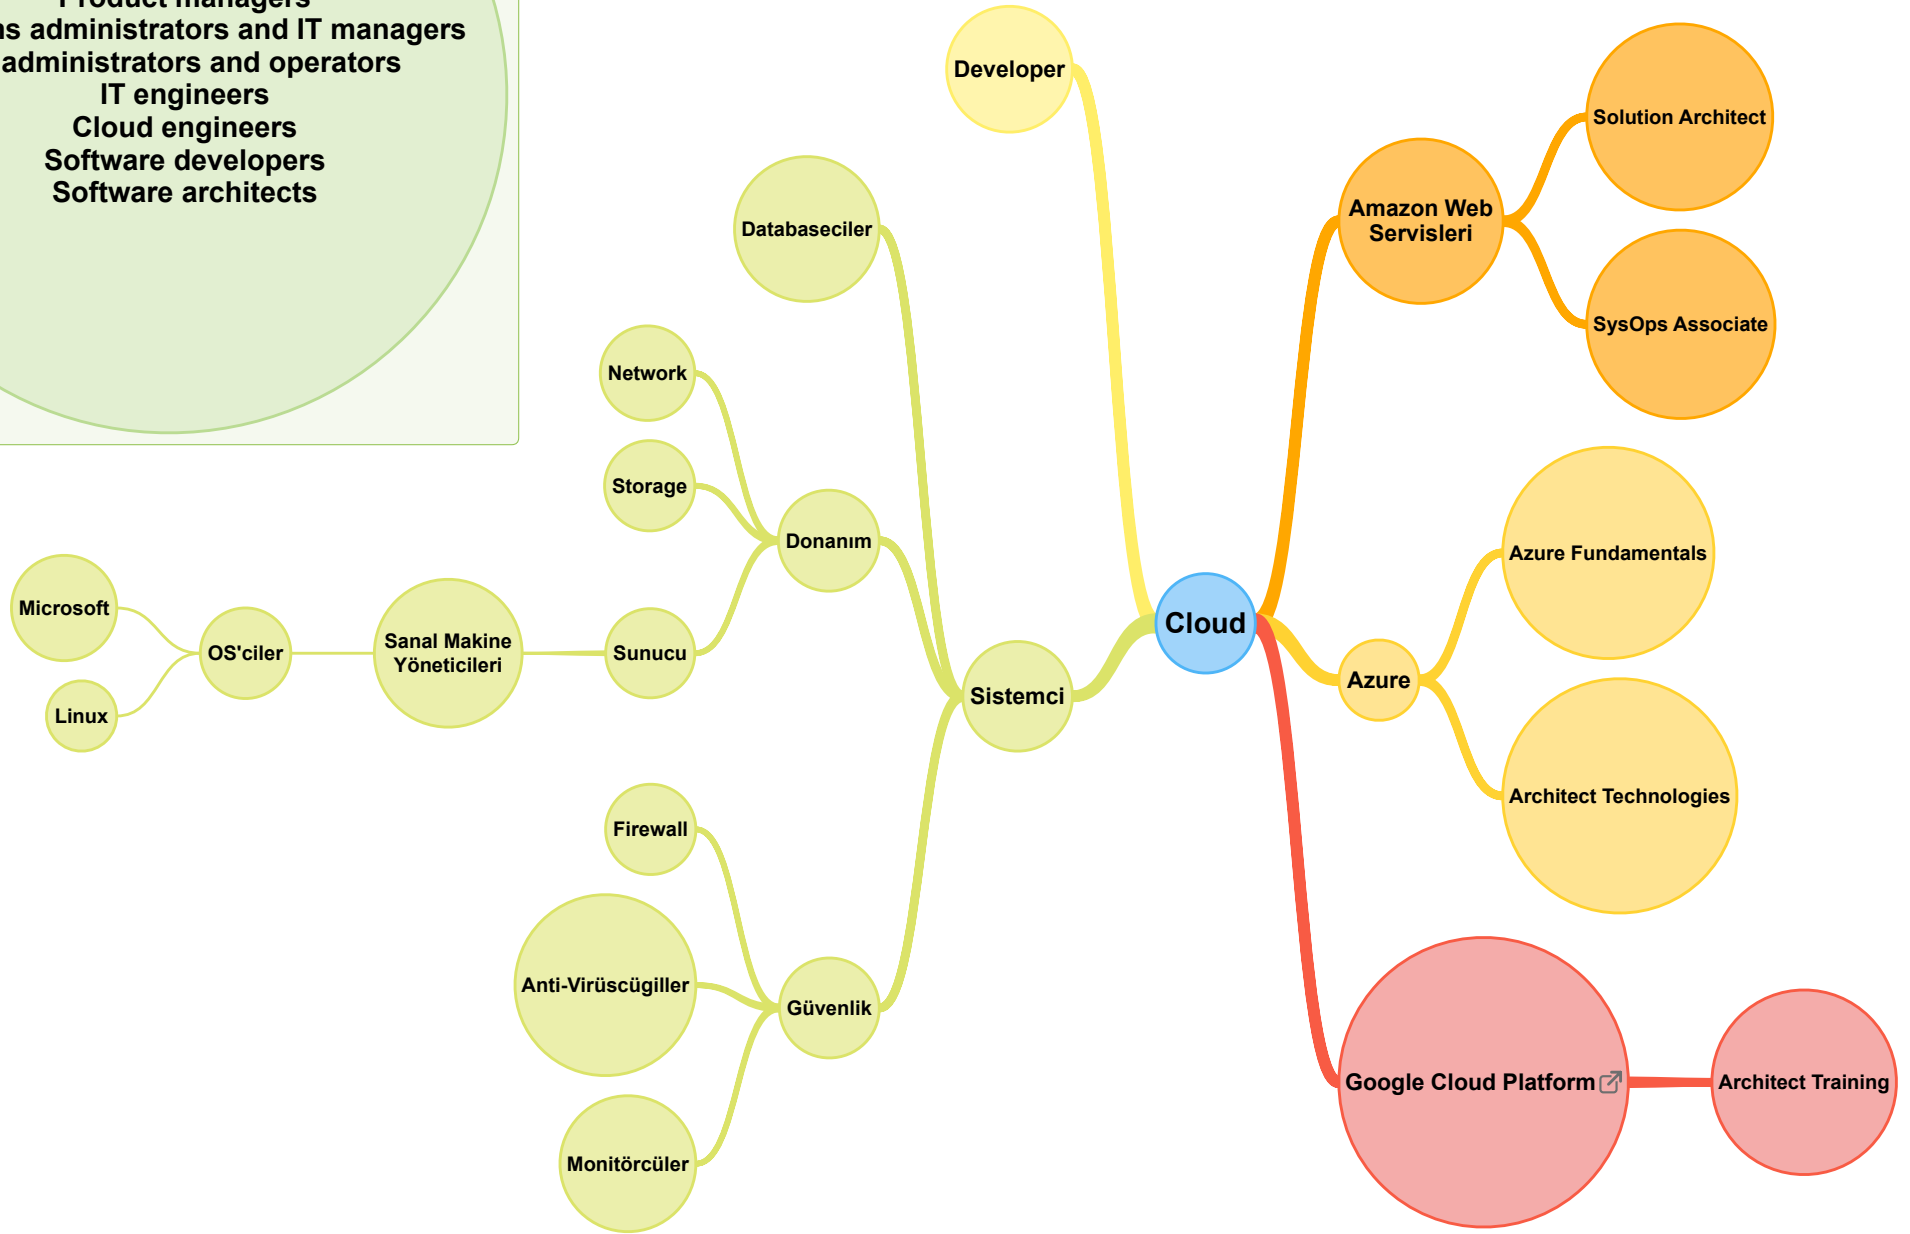 Product managers
administrators and IT managers
administrators and operators
IT engineers
Cloud engineers
Software developers
Software architects
Developer
Databaseciler
Network
Storage
Donanım
Microsoft
Linux
OS'ciler
Sanal Makine
Yöneticileri
Sunucu
Sistemci
Firewall
Anti-Virüscügiller
Güvenlik
Monitörcüler
Cloud
Amazon Web
Servisleri
Solution Architect
SysOps Associate
Azure
Azure Fundamentals
Architect Technologies
Google Cloud Platform
Architect Training